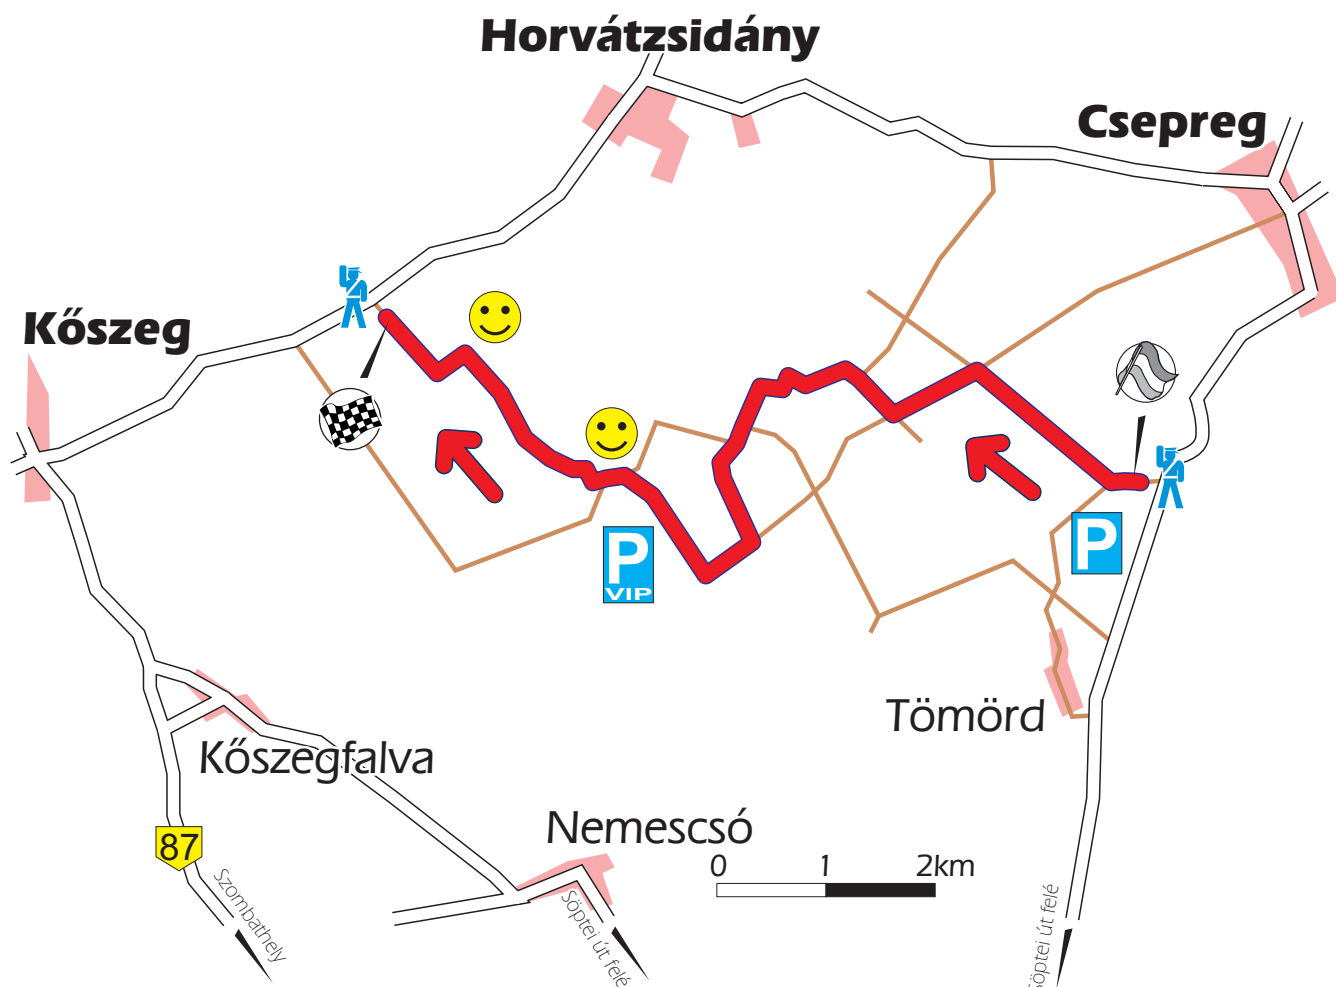 Horvátzsidány
Csepreg
Kőszeg
P
P
VIP
Tömörd
Kőszegfalva
Nemescsó
87
0 1 2km
Szombathely
Söptei út felé
Söptei út felé